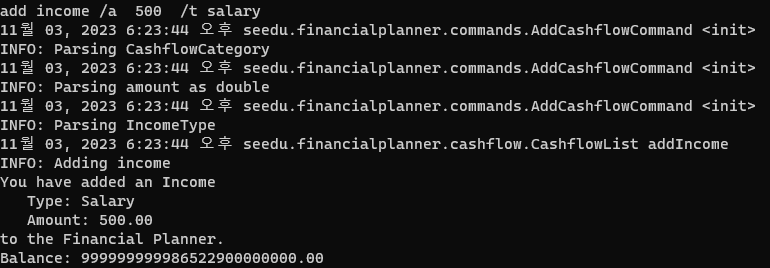 add income /a  500  /t salary
11월 03, 2023 6:23:44 오후 seedu.financialplanner.commands.AddCashflowCommand <init>
INFO: Parsing CashflowCategory
11월 03, 2023 6:23:44 오후 seedu.financialplanner.commands.AddCashflowCommand <init>
INFO: Parsing amount as double
11월 03, 2023 6:23:44 오후 seedu.financialplanner.commands.AddCashflowCommand <init>
INFO: Parsing IncomeType
11월 03, 2023 6:23:44 오후 seedu.financialplanner.cashflow.CashflowList addIncome
INFO: Adding income
You have added an Income
   Type: Salary
   Amount: 500.00
to the Financial Planner.
Balance: 999999999986522900000000.00